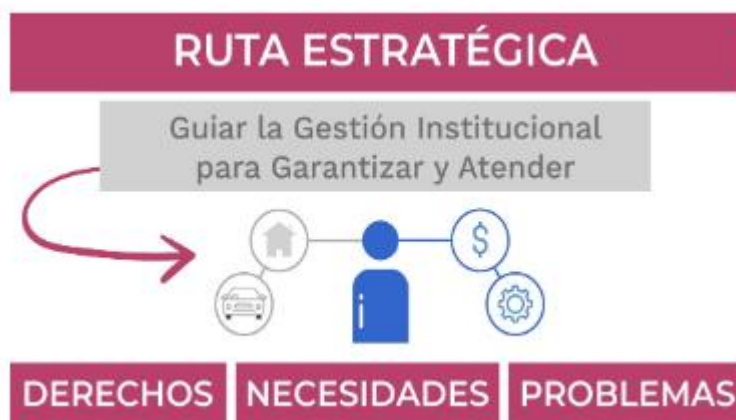 RUTA ESTRATÉGICA
Guiar la Gestión Institucional
para Garantizar y Atender
$
DERECHOS NECESIDADES PROBLEMAS